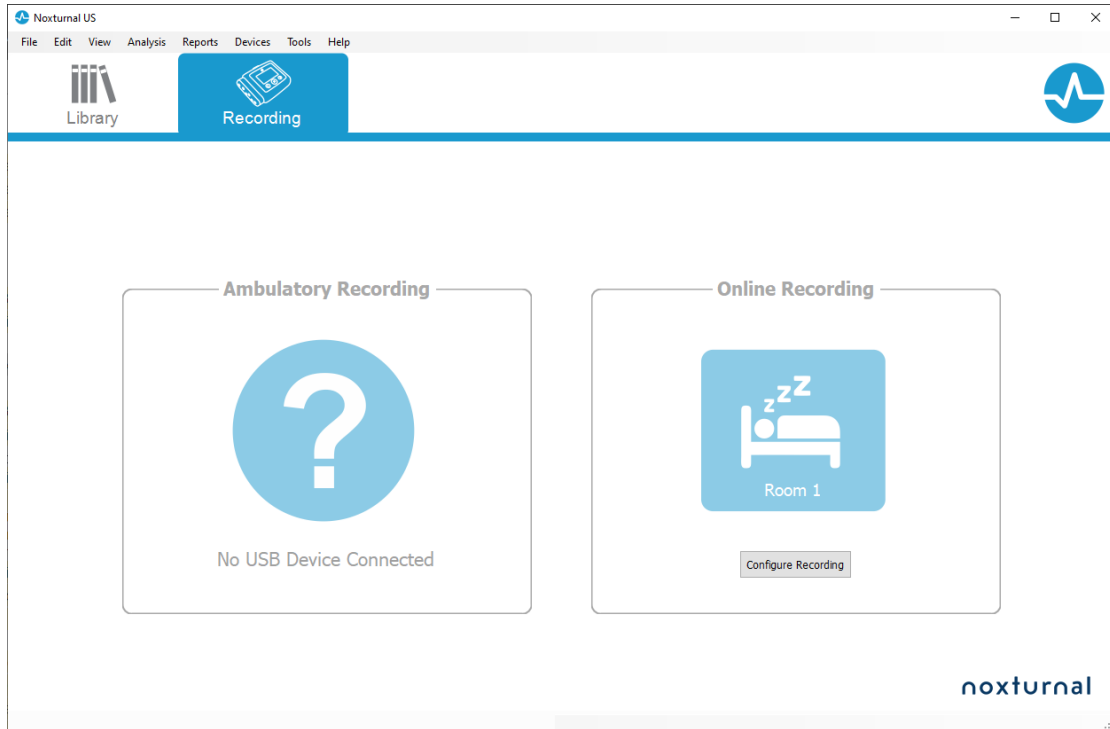 Noxturnal US
File Edit View Analysis Reports Devices Tools Help
Library
Recording
Ambulatory Recording
?
No USB Device Connected
Online Recording
z z Z
Room 1
Configure Recording
noxturnal